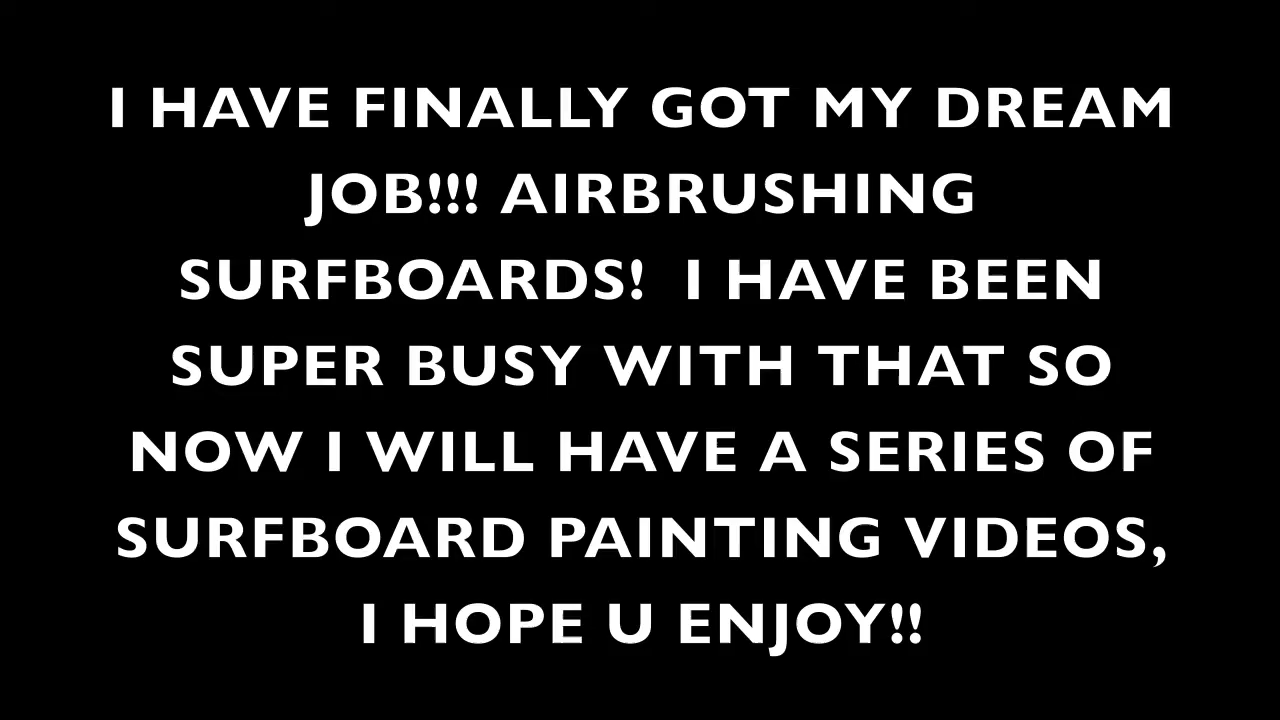 I HAVE FINALLY GOT MY DREAM
JOB!!! AIRBRUSHING
SURFBOARDS!  I HAVE BEEN
SUPER BUSY WITH THAT SO
NOW I WILL HAVE A SERIES OF
SURFBOARD PAINTING VIDEOS,
I HOPE U ENJOY!!